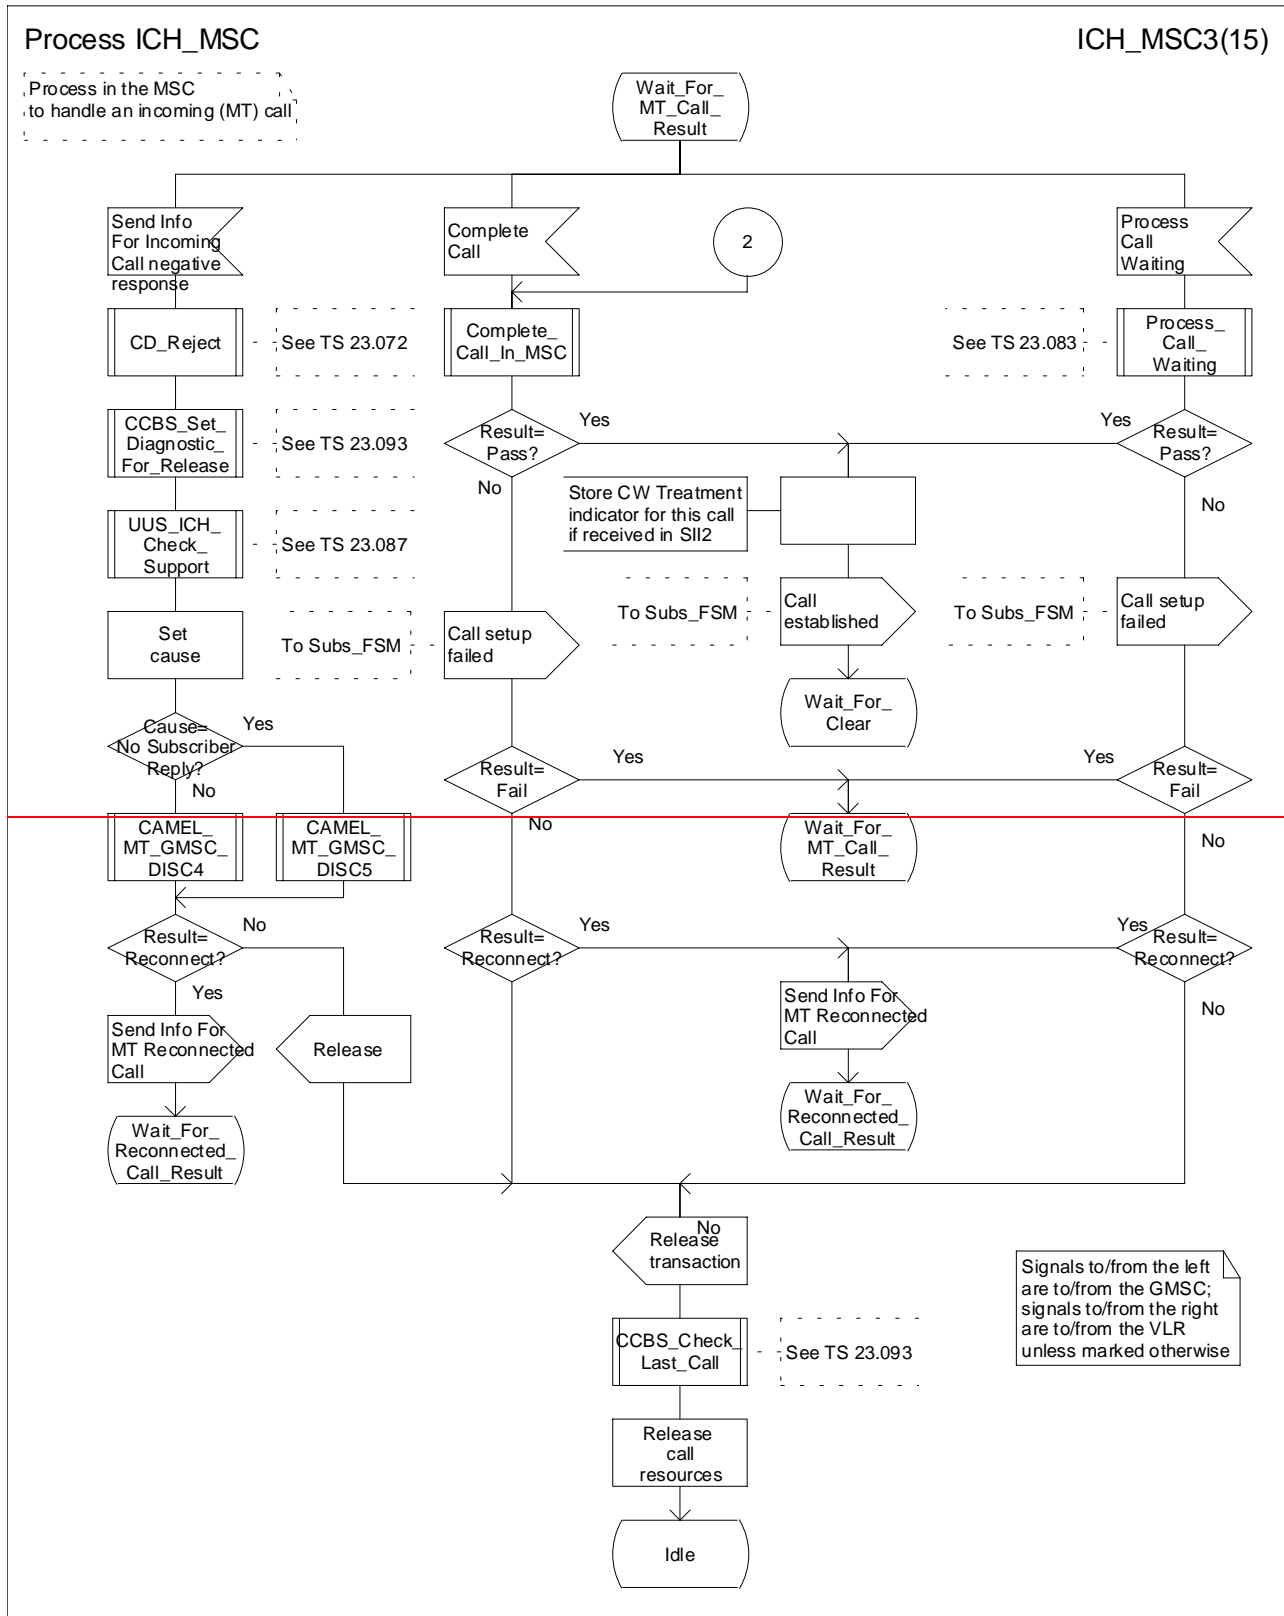 Process ICH_MSC
ICH_MSC3(15)
Process in the MSC
to handle an incoming (MT) call
Wait_For_
MT_Call_
Result
Send Info
For Incoming
Call negative
response
Complete
Call
2
Process
Call
Waiting
CD_Reject
See TS 23.072
Complete_
Call_In_MSC
See TS 23.083
Process_
Call_
Waiting
CCBS_Set_
Diagnostic_
For_Release
See TS 23.093
Result=
Pass?
Yes
No
Yes
Result=
Pass?
No
UUS_ICH_
Check_
Support
See TS 23.087
Store CW Treatment
indicator for this call
if received in SII2
Set
cause
To Subs_FSM
Call setup
failed
To Subs_FSM
Call
established
To Subs_FSM
Call setup
failed
Wait_For_
Clear
Cause=
No Subscriber
Reply?
Yes
No
Result=
Fail
Yes
No
Yes
Result=
Fail
No
CAMEL_
MT_GMSC_
DISC4
CAMEL_
MT_GMSC_
DISC5
Wait_For_
MT_Call_
Result
Result=
Reconnect?
No
Yes
Result=
Reconnect?
Yes
Yes
Result=
Reconnect?
No
Send Info For
MT Reconnected
Call
Release
Send Info For
MT Reconnected
Call
Wait_For_
Reconnected_
Call_Result
Wait_For_
Reconnected_
Call_Result
No
Release
transaction
Signals to/from the left
are to/from the GMSC;
signals to/from the right
are to/from the VLR
unless marked otherwise
CCBS_Check_
Last_Call
See TS 23.093
Release
call
resources
Idle